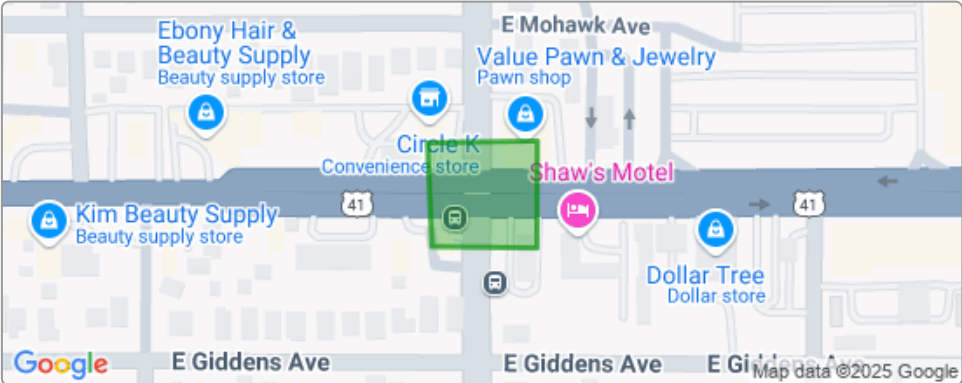 E Mohawk Ave
Ebony Hair &
Beauty Supply
Beauty supply store
Value Pawn & Jewelry
Pawn shop
Circle K
Convenience store
Shaw's Motel
41
41
Kim Beauty Supply
Beauty supply store
Dollar Tree
Dollar store
Google
E Giddens Ave
E Giddens Ave
E Giddens Ave
Map data ©2025 Google